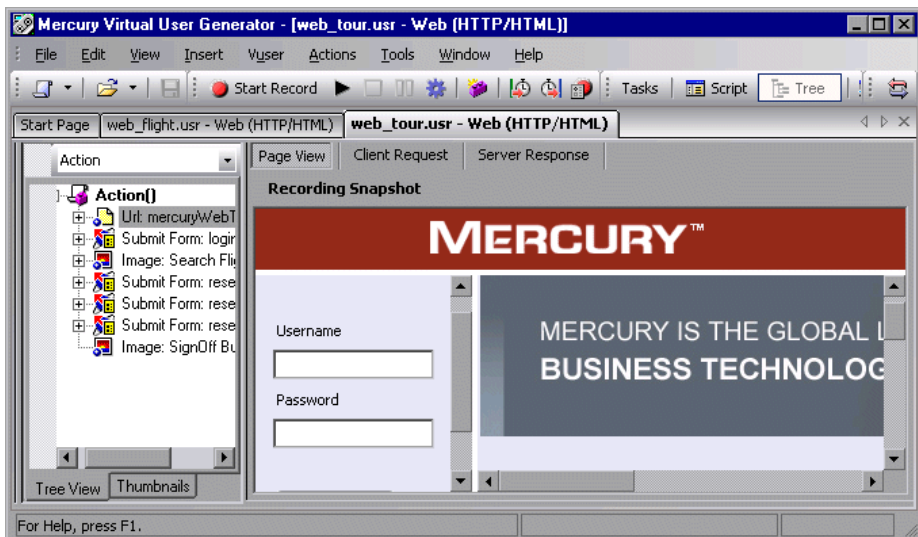 Mercury Virtual User Generator - [web_tour.usr - Web (HTTP/HTML)]
File Edit View Insert Vuser Actions Tools Window Help
Start Record Tasks Script Tree
Start Page web_flight.usr - Web (HTTP/HTML) web_tour.usr - Web (HTTP/HTML)
Action
Page View Client Request Server Response
Recording Snapshot
Action()
Url: mercuryWebT
Submit Form: login
Image: Search Flig
Submit Form: rese
Submit Form: rese
Submit Form: rese
Image: SignOff Bu
MERCURY™
Username
Password
MERCURY IS THE GLOBAL L
BUSINESS TECHNOLOG
Tree View Thumbnails
For Help, press F1.